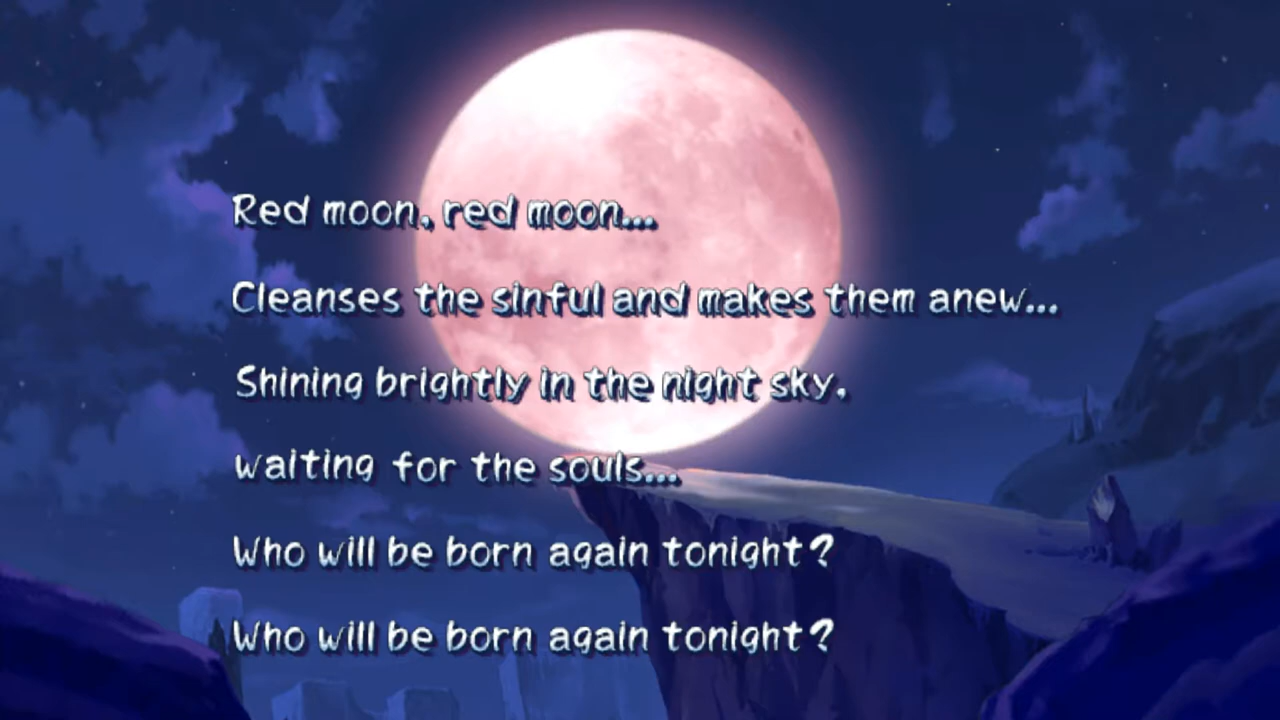 Red moon, red moon...
Cleanses the sinful and makes them anew...
Shining brightly in the night sky,
waiting for the souls...
Who will be born again tonight?
Who will be born again tonight?